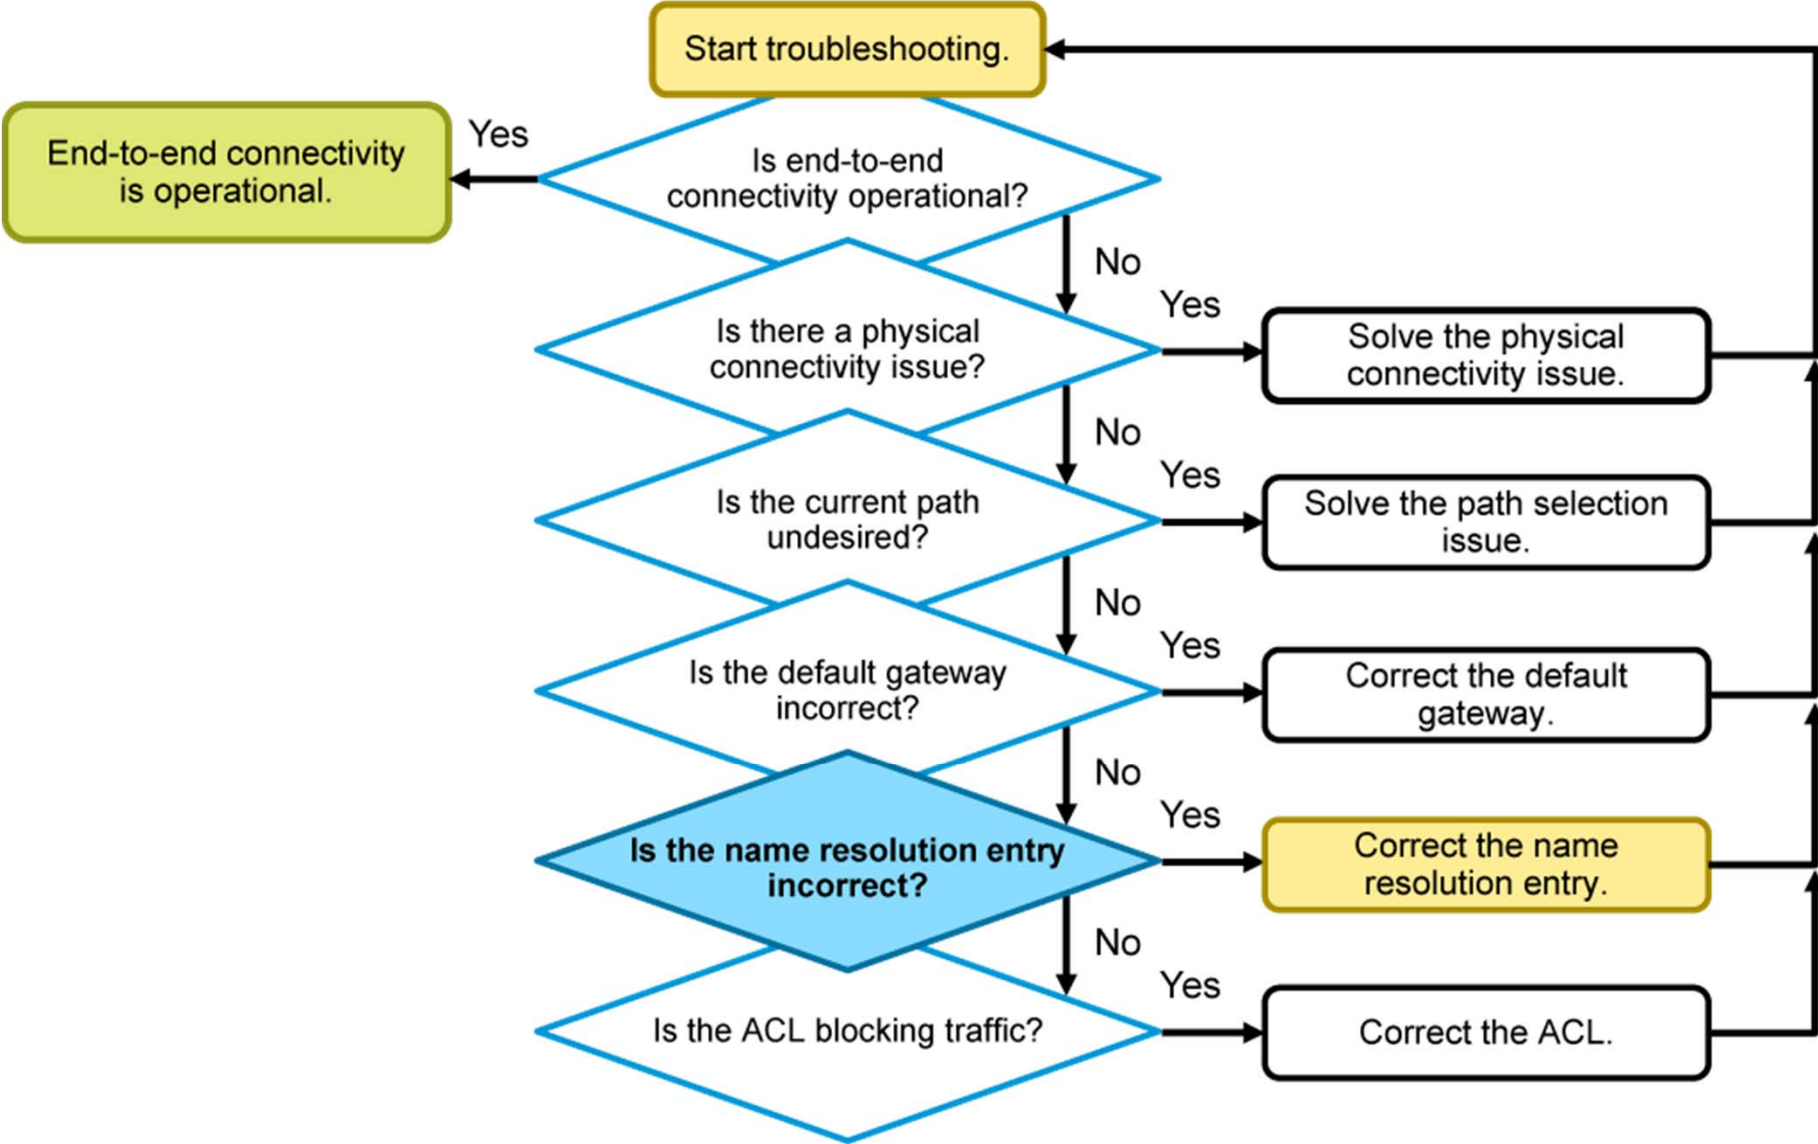 Start troubleshooting.
End-to-end connectivity
is operational.
Yes
Is end-to-end
connectivity operational?
No
Is there a physical
connectivity issue?
Yes
Solve the physical
connectivity issue.
No
Is the current path
undesired?
Yes
Solve the path selection
issue.
No
Is the default gateway
incorrect?
Yes
Correct the default
gateway.
No
Is the name resolution entry
incorrect?
Yes
Correct the name
resolution entry.
No
Is the ACL blocking traffic?
Yes
Correct the ACL.